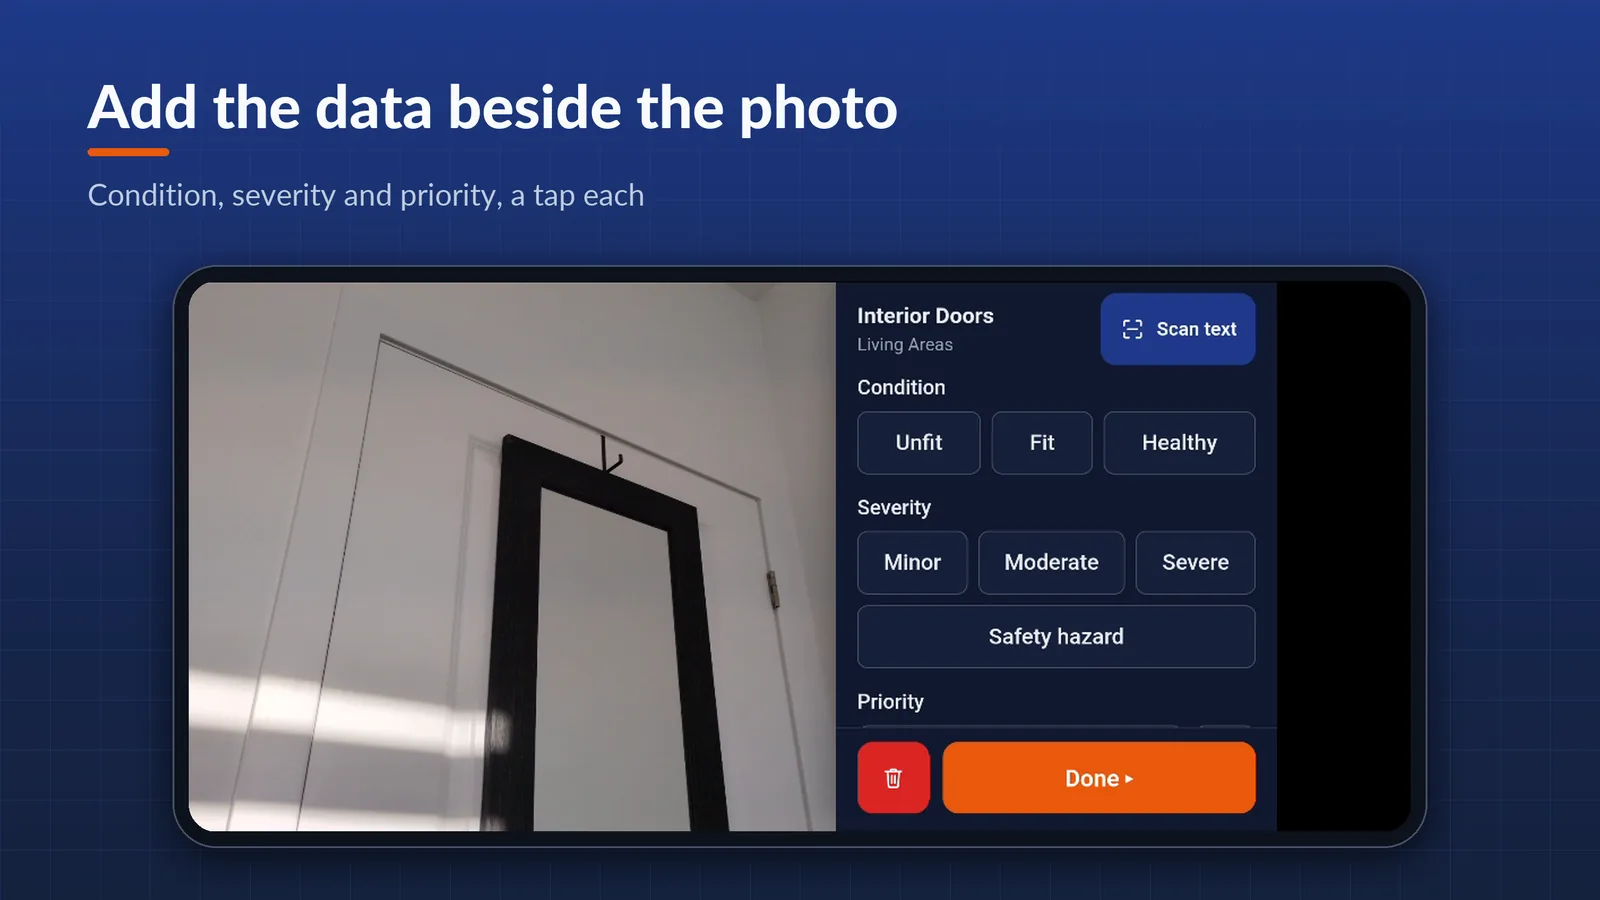 Add the data beside the photo
Condition, severity and priority, a tap each
Interior Doors
Living Areas
Scan text
Condition
Unfit
Fit
Healthy
Severity
Minor
Moderate
Severe
Safety hazard
Priority
Done ▸